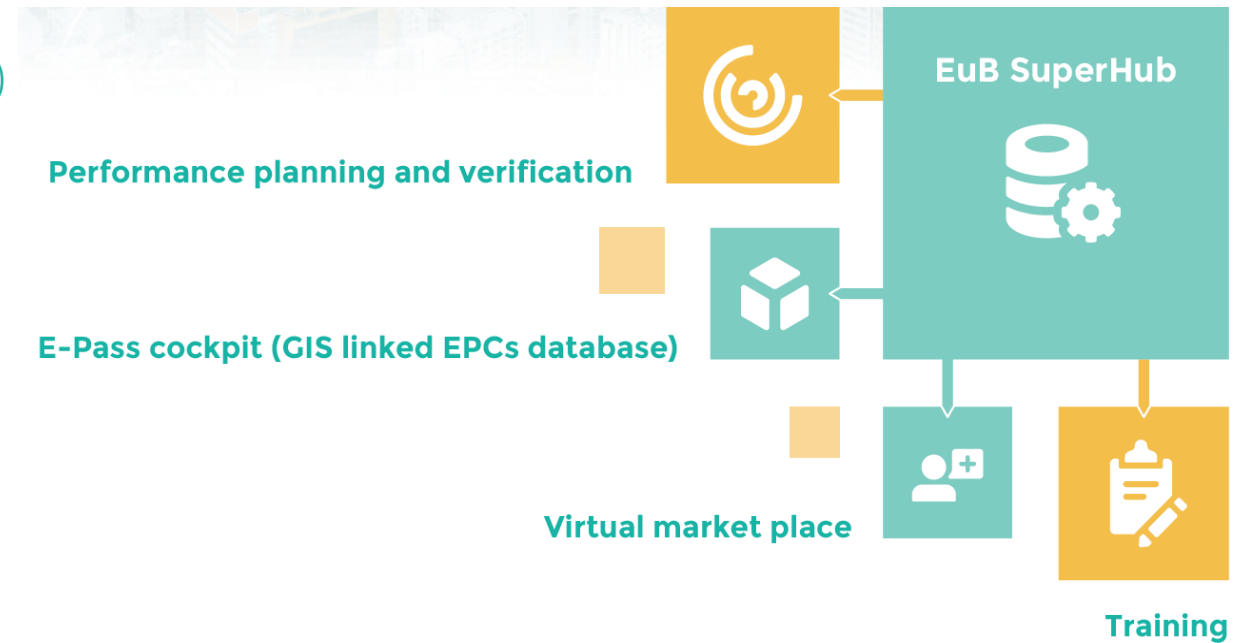 EuB SuperHub
Performance planning and verification
E-Pass cockpit (GIS linked EPCs database)
Virtual market place
Training